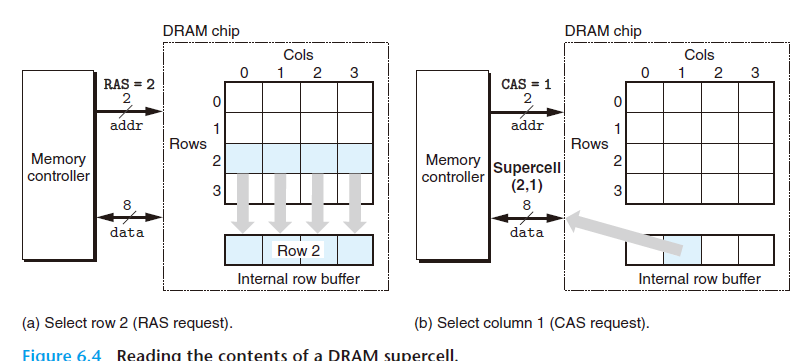 DRAM chip
Cols
0 1 2 3
RAS = 2
2
addr
Rows
0
1
2
3
Memory
controller
8
data
Row 2
Internal row buffer
(a) Select row 2 (RAS request).
DRAM chip
Cols
0 1 2 3
CAS = 1
2
addr
Rows
0
1
2
3
Memory
controller
Supercell
(2,1)
8
data
Internal row buffer
(b) Select column 1 (CAS request).
Figure 6.4 Reading the contents of a DRAM supercell.